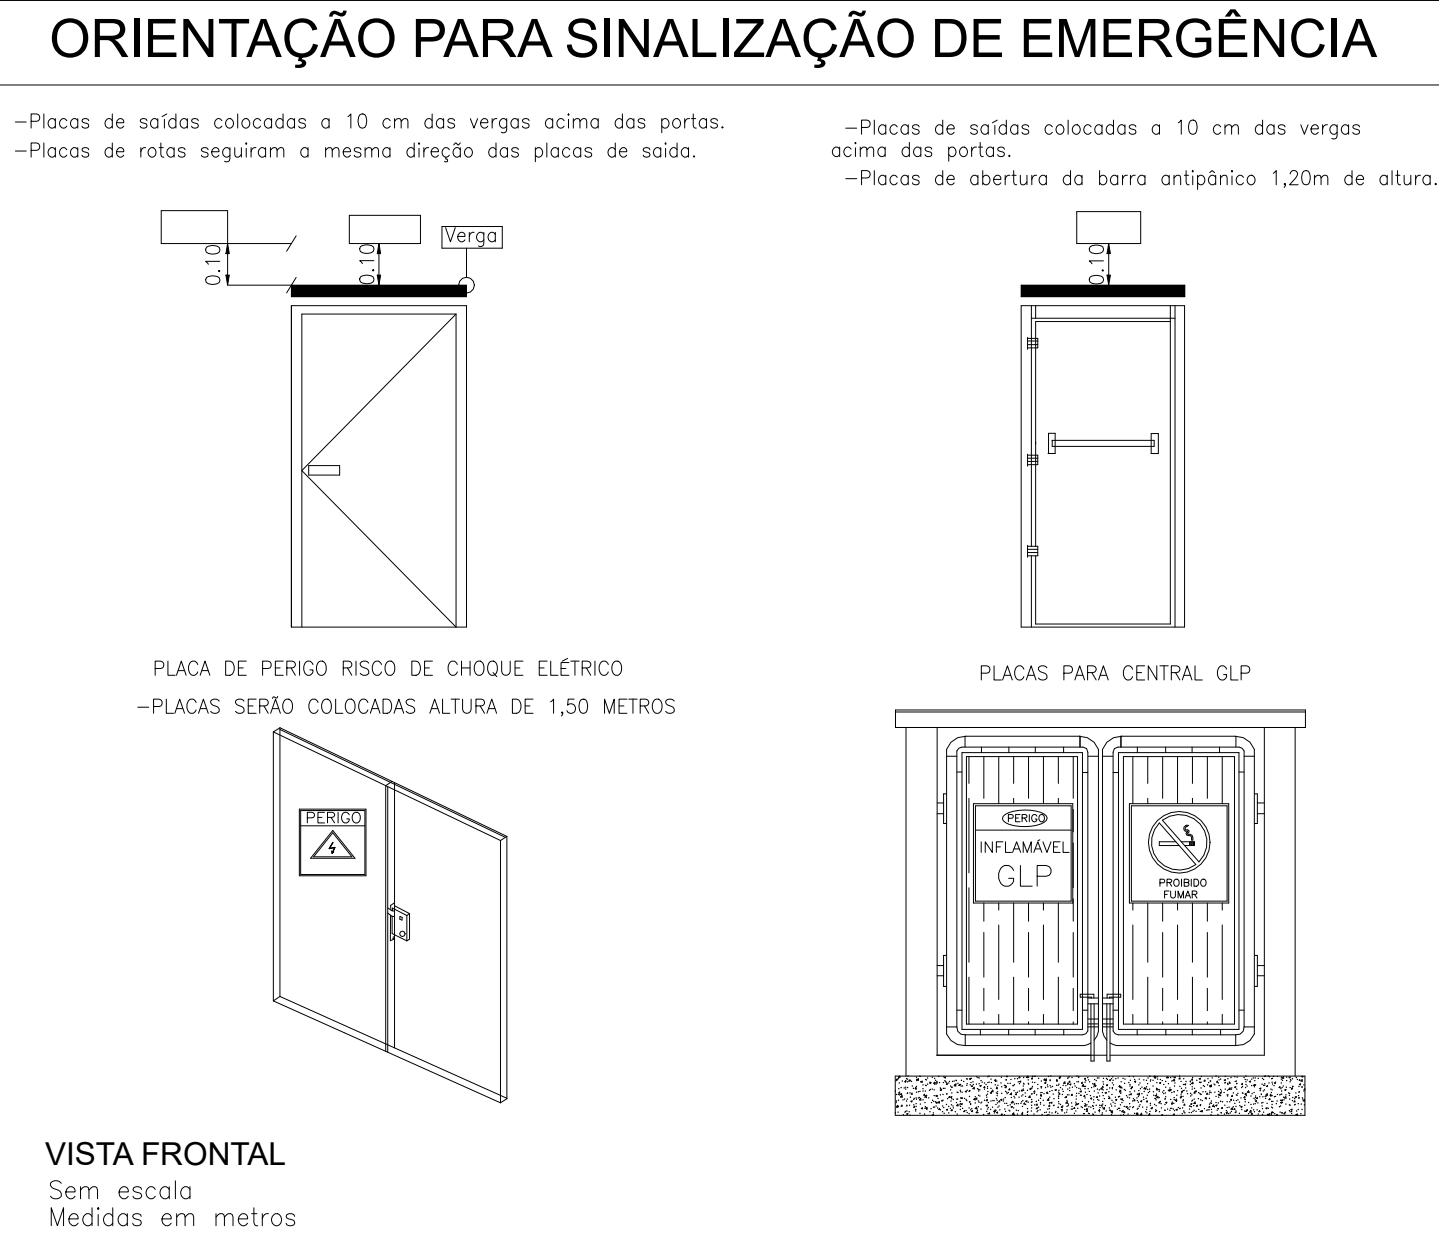 ORIENTAÇÃO PARA SINALIZAÇÃO DE EMERGÊNCIA
-Placas de saídas colocadas a 10 cm das vergas acima das portas.
-Placas de rotas seguiram a mesma direção das placas de saida.
0.10
0.10
Verga
-Placas de saídas colocadas a 10 cm das vergas
acima das portas.
-Placas de abertura da barra antipânico 1,20m de altura.
0.10
PLACA DE PERIGO RISCO DE CHOQUE ELÉTRICO
-PLACAS SERÃO COLOCADAS ALTURA DE 1,50 METROS
PERIGO
PLACAS PARA CENTRAL GLP
PERIGO
INFLAMÁVEL
GLP
PROIBIDO
FUMAR
VISTA FRONTAL
Sem escala
Medidas em metros